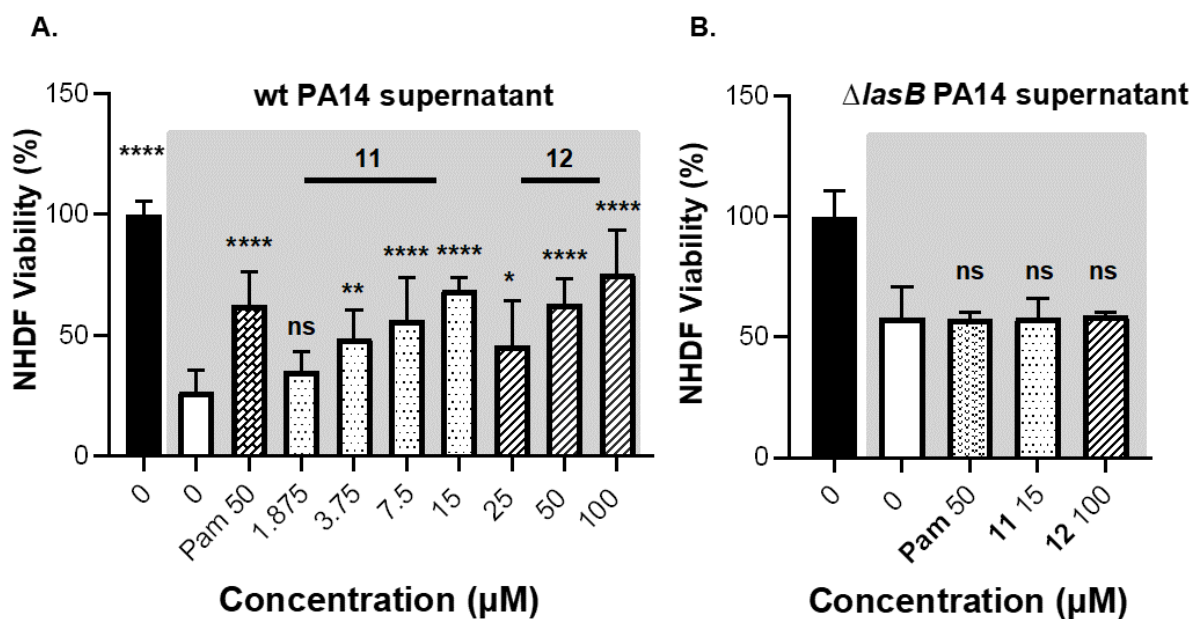 A.
wt PA14 supernatant
NHDF Viability (%)
150
100
50
0
11
12
****
****
ns
**
****
****
*
****
****
0
0
Pam 50
1.875
3.75
7.5
15
25
50
100
Concentration (µM)
B.
ΔlasB PA14 supernatant
NHDF Viability (%)
150
100
50
0
ns
ns
ns
0
0
Pam 50
11 15
12 100
Concentration (µM)